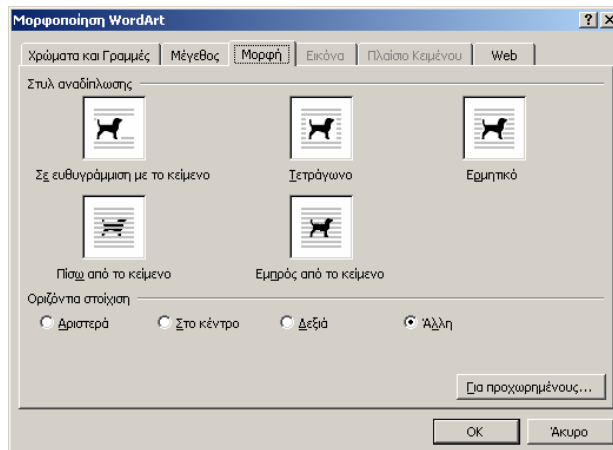 Μορφοποίηση WordArt
Χρώματα και Γραμμές Μέγεθος Μορφή Εικόνα Πλαίσιο Κειμένου Web
Στυλ αναδίπλωσης
Σε ευθυγράμμιση με το κείμενο Τετράγωνο Ερμητικό
Πίσω από το κείμενο Εμπρός από το κείμενο
Οριζόντια στοίχιση
Αριστερά Στο κέντρο Δεξιά Άλλη
Για προχωρημένους...
OK Άκυρο